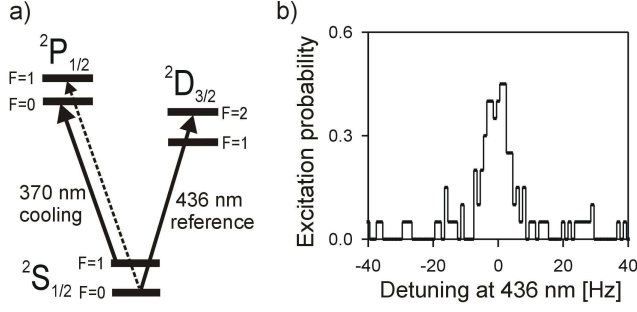 a)
²P₁/₂
F=1
F=0
²D₃/₂
F=2
F=1
370 nm
cooling
436 nm
reference
²S₁/₂
F=1
F=0
b)
Excitation probability
0.6
0.3
0.0
-40 -20 0 20 40
Detuning at 436 nm [Hz]